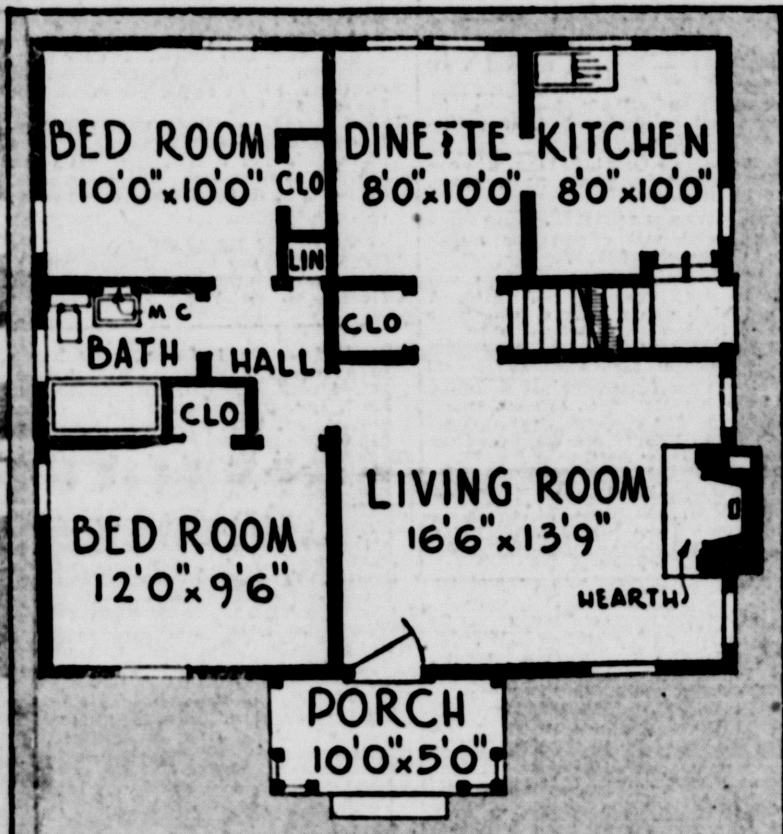 BED ROOM
10'0"x10'0"
CLO
LIN
DINETTE
8'0"x10'0"
KITCHEN
8'0"x10'0"
M C
BATH
HALL
CLO
CLO
BED ROOM
12'0"x9'6"
LIVING ROOM
16'6"x13'9"
HEARTH
PORCH
10'0"x5'0"